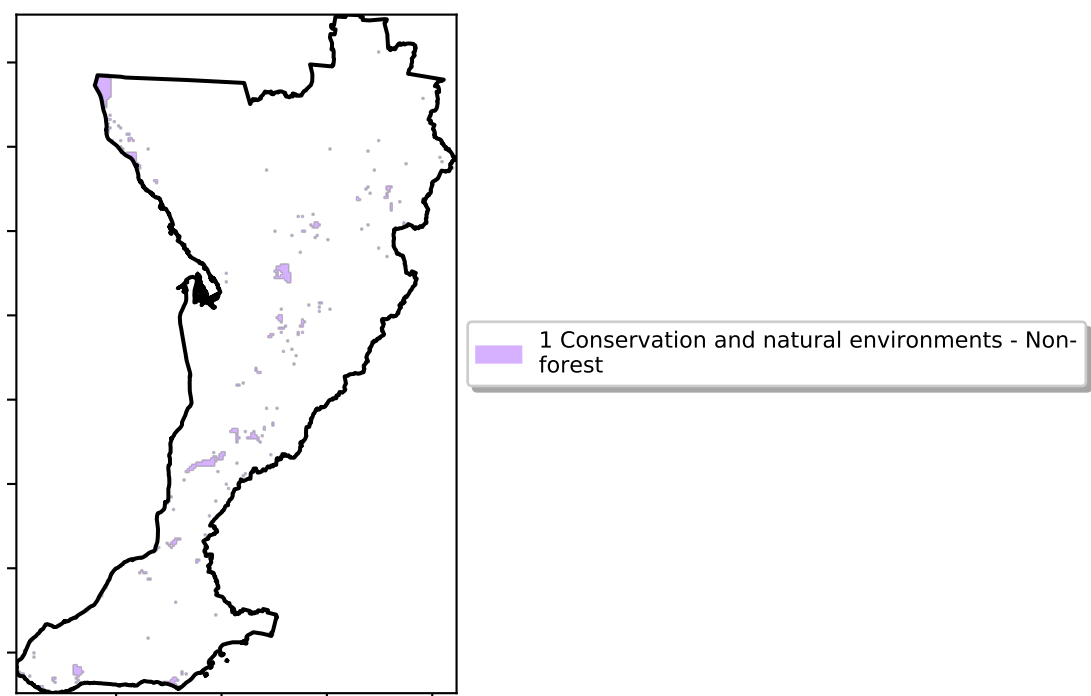 1 Conservation and natural environments - Non-
forest